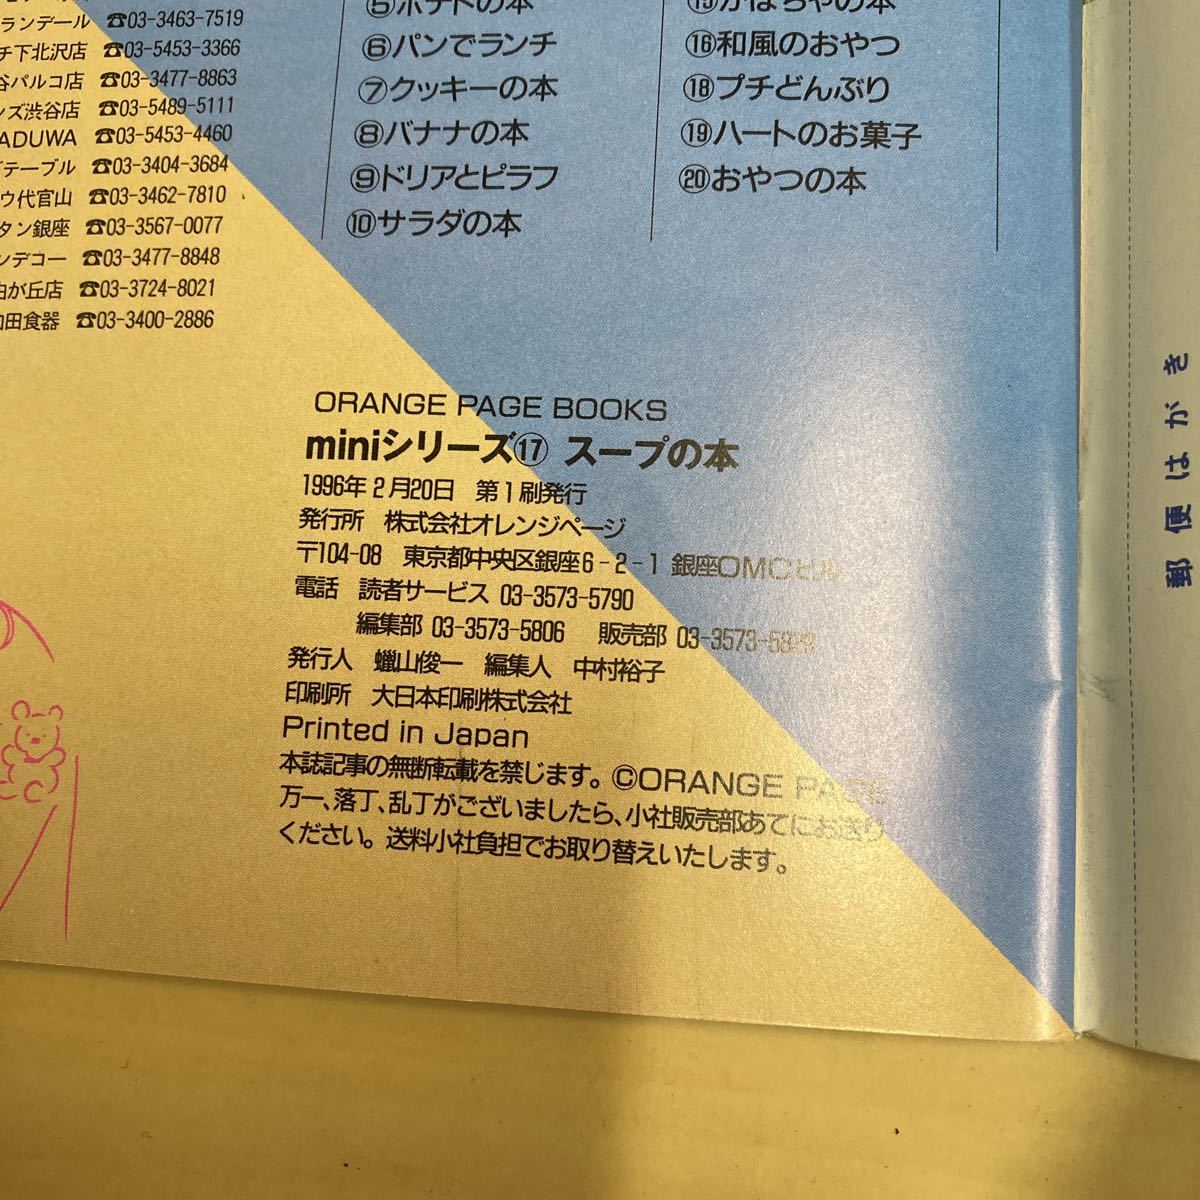 ランデール ☎03-3463-7519
チ下北沢店 ☎03-5453-3366
谷パルコ店 ☎03-3477-8863
ンズ渋谷店 ☎03-5489-5111
ADUWA ☎03-5453-4460
テーブル ☎03-3404-3684
ウ代官山 ☎03-3462-7810
タン銀座 ☎03-3567-0077
ンデコー ☎03-3477-8848
由が丘店 ☎03-3724-8021
田食器 ☎03-3400-2886
⑤ポテトの本
⑥パンでランチ
⑦クッキーの本
⑧バナナの本
⑨ドリアとピラフ
⑩サラダの本
⑮かぼちゃの本
⑯和風のおやつ
⑱プチどんぶり
⑲ハートのお菓子
⑳おやつの本
ORANGE PAGE BOOKS
miniシリーズ⑰ スープの本
1996年2月20日 第1刷発行
発行所 株式会社オレンジページ
〒104-08 東京都中央区銀座6-2-1 銀座OMCビル
電話 読者サービス 03-3573-5790
編集部 03-3573-5806 販売部 03-3573-5829
発行人 蠟山俊一 編集人 中村裕子
印刷所 大日本印刷株式会社
Printed in Japan
本誌記事の無断転載を禁じます。©ORANGE PAGE
万一、落丁、乱丁がございましたら、小社販売部あてにお送り
ください。送料小社負担でお取り替えいたします。
郵便はがき